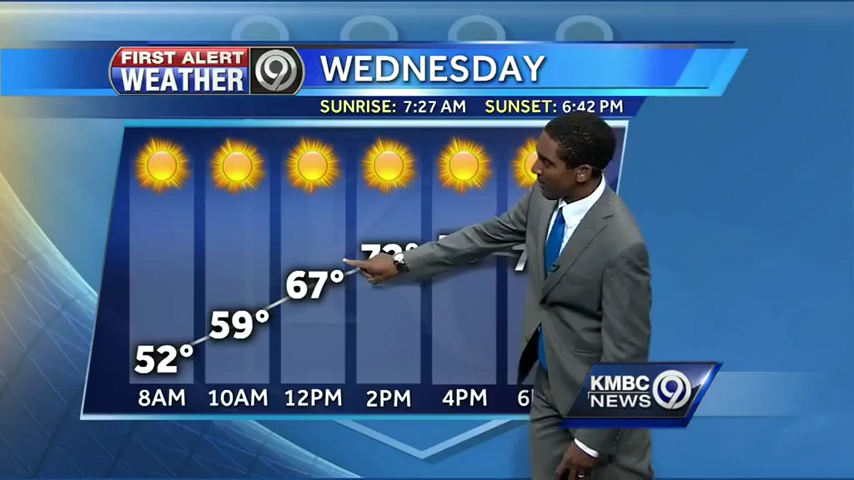 FIRST ALERT
WEATHER 9
WEDNESDAY
SUNRISE: 7:27 AM SUNSET: 6:42 PM
67°
59°
52°
8AM 10AM 12PM 2PM 4PM
KMBC 9
NEWS